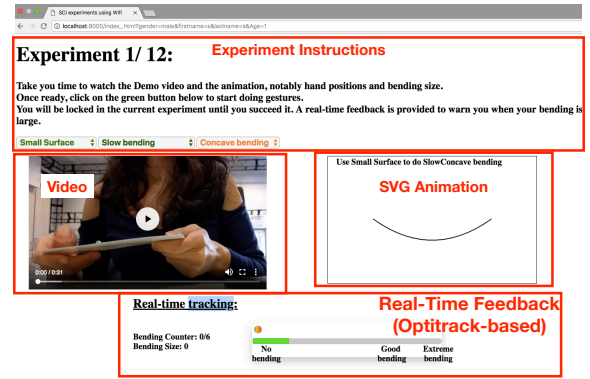 SCI experiments using Wifi
localhost:8000/index_.html?gender=male&firstname=s&lastname=s&Age=1
Experiment 1/ 12:
Experiment Instructions
Take you time to watch the Demo video and the animation, notably hand positions and bending size.
Once ready, click on the green button below to start doing gestures.
You will be locked in the current experiment until you succeed it. A real-time feedback is provided to warn you when your bending is
large.
Small Surface Slow bending Concave bending
Video
0:00 / 0:31
Use Small Surface to do SlowConcave bending
SVG Animation
Real-time tracking:
Real-Time Feedback
(Optitrack-based)
Bending Counter: 0/6
Bending Size: 0
No
bending
Good
bending
Extreme
bending